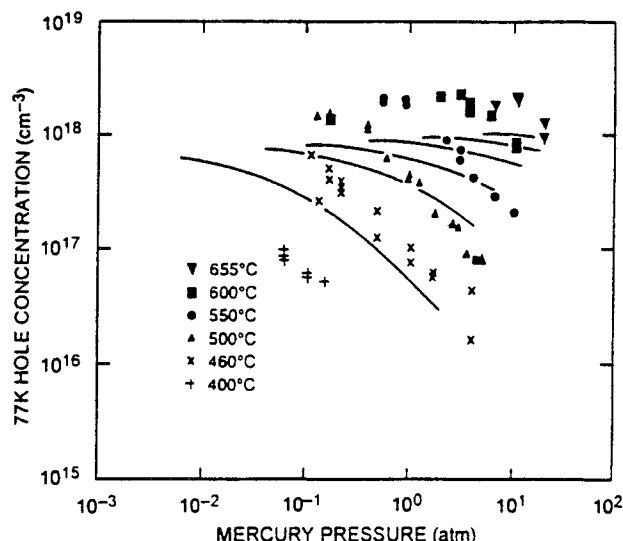 10^19
10^18
10^17
10^16
10^15
77K HOLE CONCENTRATION (cm^−3)
655°C
600°C
550°C
500°C
460°C
400°C
10^−3 10^−2 10^−1 10^0 10^1 10^2
MERCURY PRESSURE (atm)